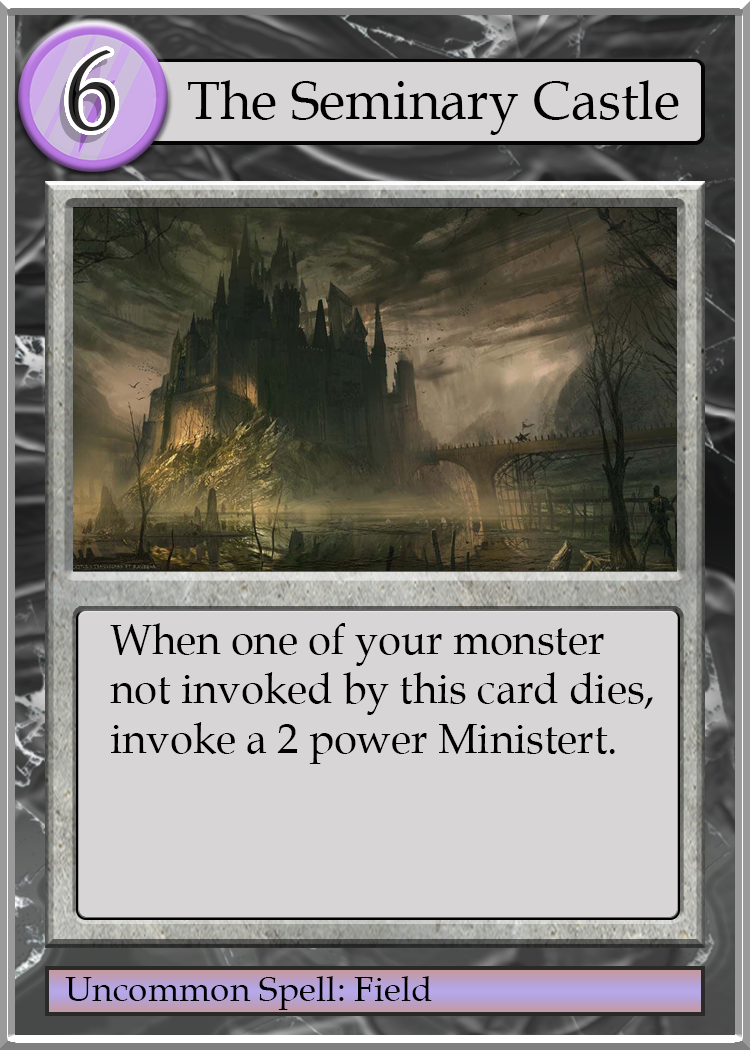 6
The Seminary Castle
When one of your monster
not invoked by this card dies,
invoke a 2 power Ministert.
Uncommon Spell: Field